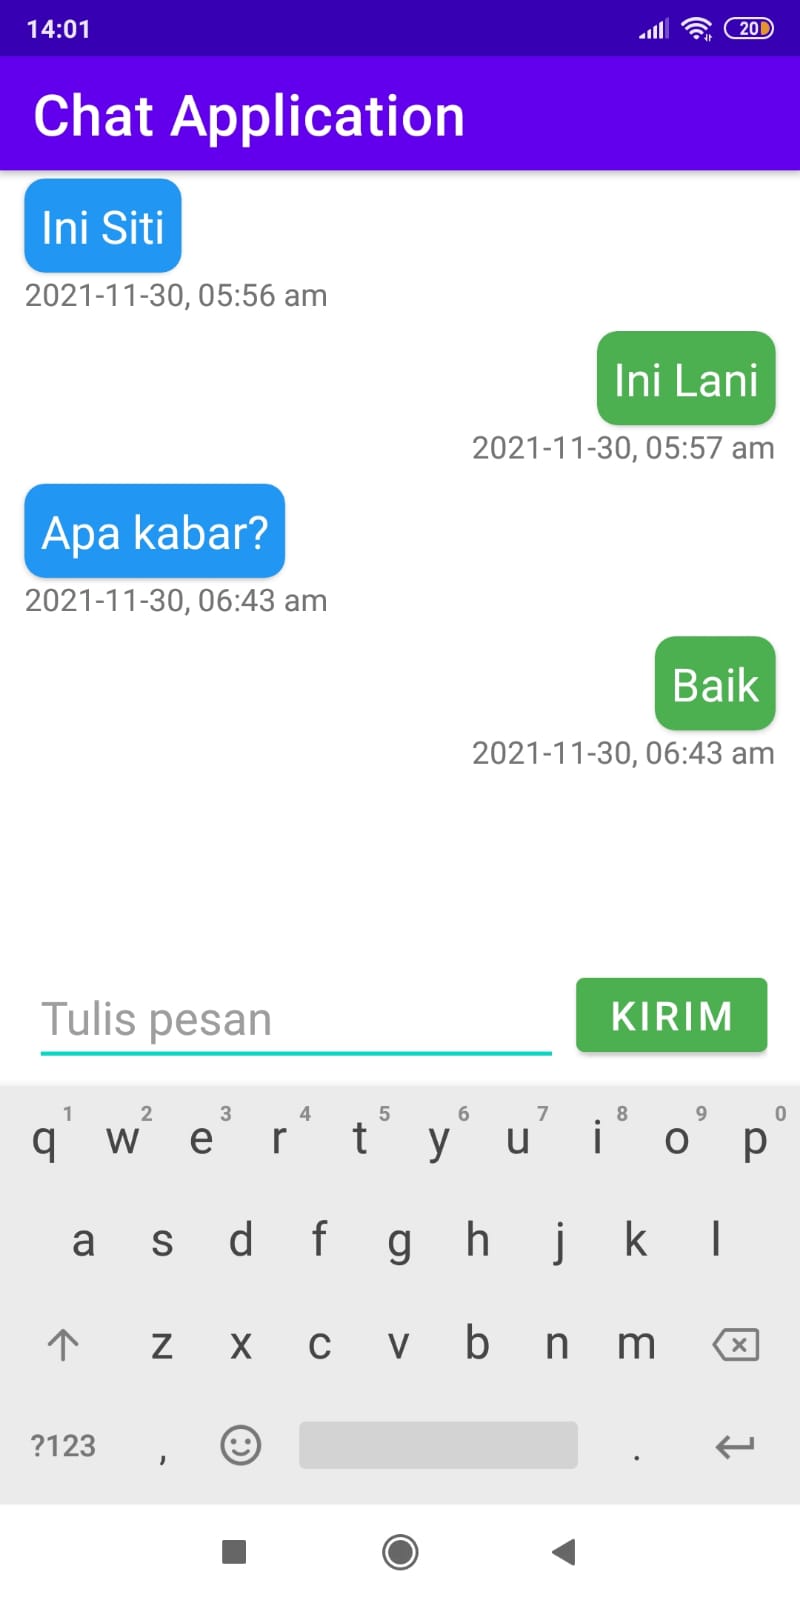 14:01
20
Chat Application
Ini Siti
2021-11-30, 05:56 am
Ini Lani
2021-11-30, 05:57 am
Apa kabar?
2021-11-30, 06:43 am
Baik
2021-11-30, 06:43 am
Tulis pesan
KIRIM
1 2 3 4 5 6 7 8 9 0
q w e r t y u i o p
a s d f g h j k l
z x c v b n m
?123 , .